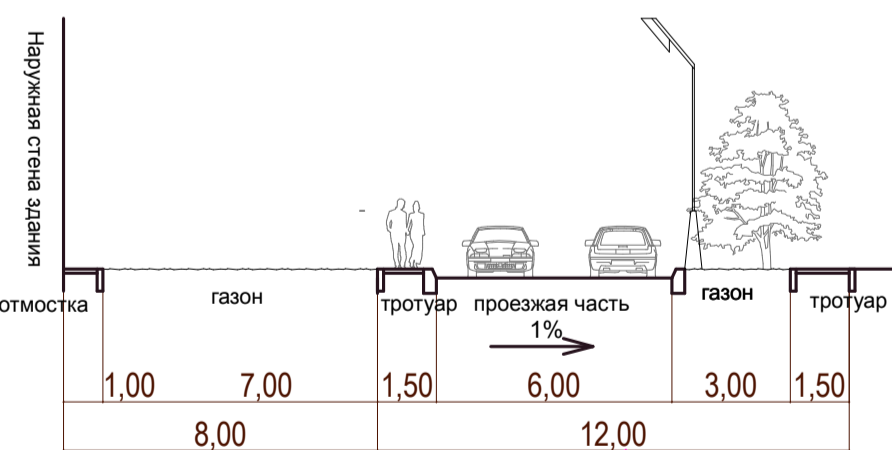 Наружная стена здания
отмостка
газон
тротуар
проезжая часть
1%
газон
тротуар
1,00
7,00
1,50
6,00
3,00
1,50
8,00
12,00